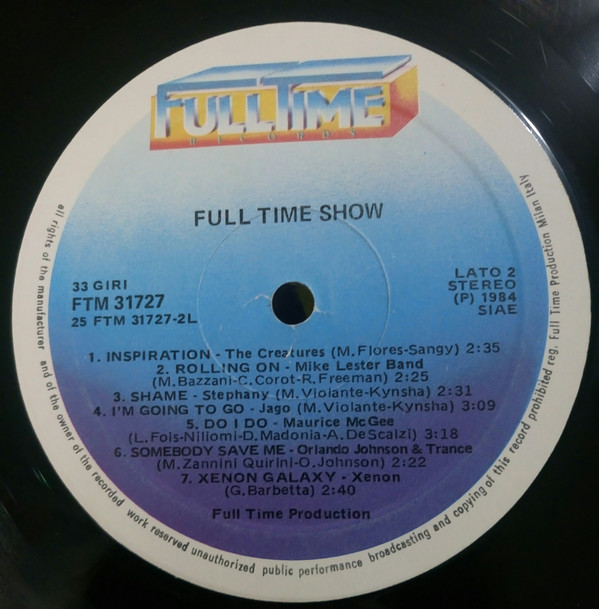 FULL TIME
RECORDS
FULL TIME SHOW
33 GIRI
FTM 31727
25 FTM 31727-2L
LATO 2
STEREO
(P) 1984
SIAE
1. INSPIRATION - The Creatures (M. Flores-Sangy) 2:35
2. ROLLING ON - Mike Lester Band
(M. Bazzani-C. Corot-R. Freeman) 2:25
3. SHAME - Stephany (M. Violante-Kynsha) 2:31
4. I'M GOING TO GO - Jago (M. Violante-Kynsha) 3:09
5. DO I DO - Maurice McGee
(L. Fois-Niliomi-D. Madonia-A. De Scalzi) 3:18
6. SOMEBODY SAVE ME - Orlando Johnson & Trance
(M. Zannini Quirini-O. Johnson) 2:22
7. XENON GALAXY - Xenon
(G. Barbetta) 2:40
Full Time Production
all rights of the manufacturer and of the owner of the recorded work reserved unauthorized public performance broadcasting and copying of this record prohibited reg. Full Time Production Milan Italy